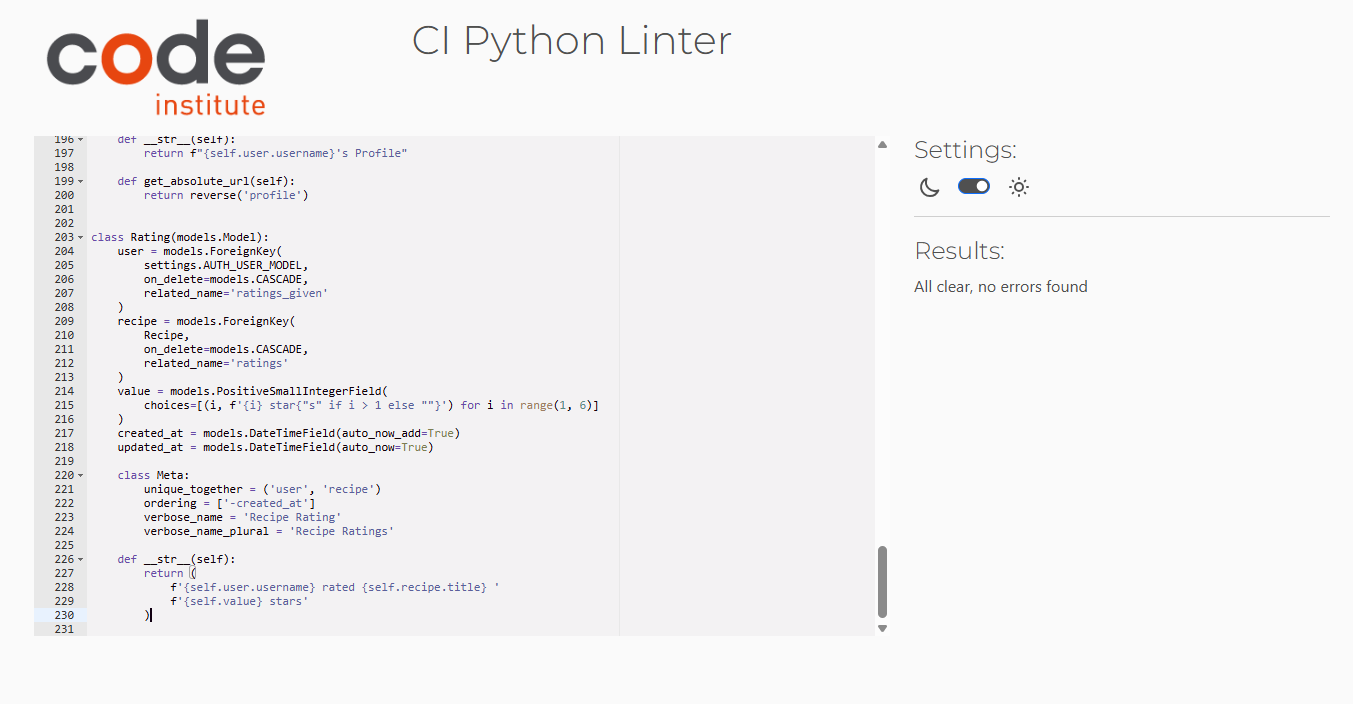 code
institute
CI Python Linter
196 def __str__(self):
197 return f"{self.user.username}'s Profile"
198
199 def get_absolute_url(self):
200 return reverse('profile')
201
202
203 class Rating(models.Model):
204 user = models.ForeignKey(
205 settings.AUTH_USER_MODEL,
206 on_delete=models.CASCADE,
207 related_name='ratings_given'
208 )
209 recipe = models.ForeignKey(
210 Recipe,
211 on_delete=models.CASCADE,
212 related_name='ratings'
213 )
214 value = models.PositiveSmallIntegerField(
215 choices=[(i, f'{i} star{"s" if i > 1 else ""}') for i in range(1, 6)]
216 )
217 created_at = models.DateTimeField(auto_now_add=True)
218 updated_at = models.DateTimeField(auto_now=True)
219
220 class Meta:
221 unique_together = ('user', 'recipe')
222 ordering = ['-created_at']
223 verbose_name = 'Recipe Rating'
224 verbose_name_plural = 'Recipe Ratings'
225
226 def __str__(self):
227 return (
228 f'{self.user.username} rated {self.recipe.title} '
229 f'{self.value} stars'
230 )
231
Settings:
Results:
All clear, no errors found